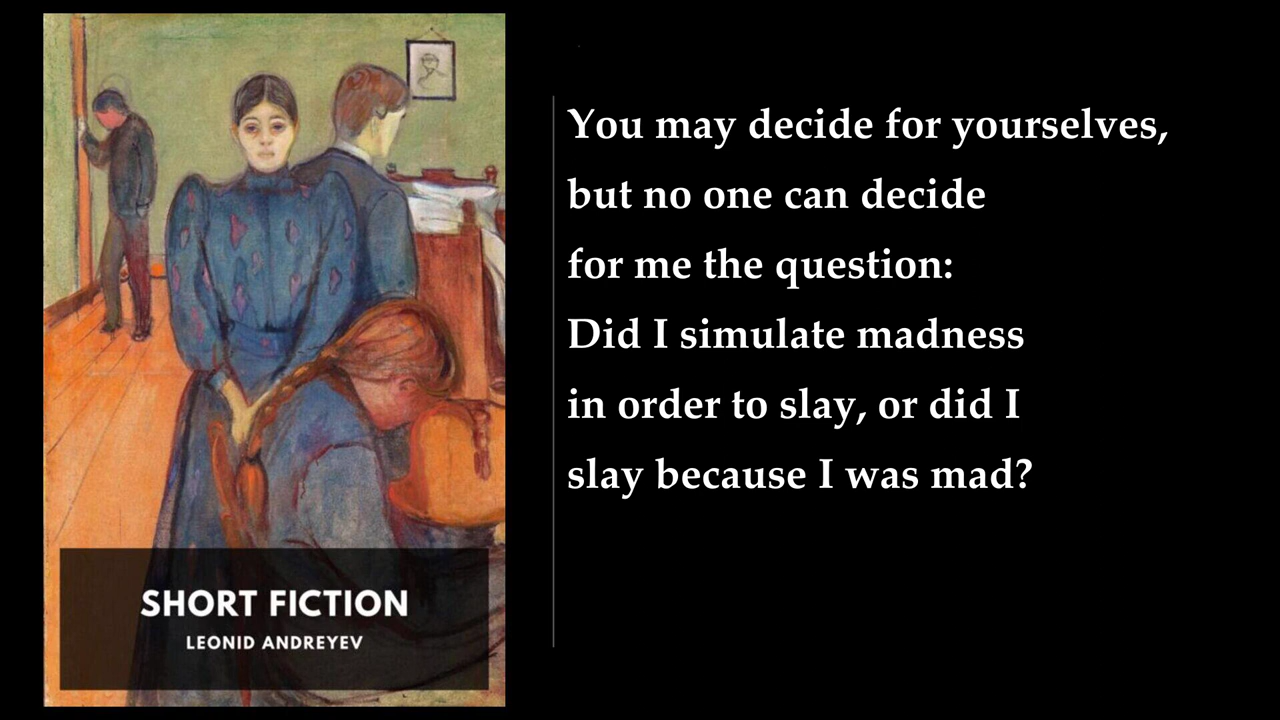 You may decide for yourselves,
but no one can decide
for me the question:
Did I simulate madness
in order to slay, or did I
slay because I was mad?
SHORT FICTION
LEONID ANDREYEV